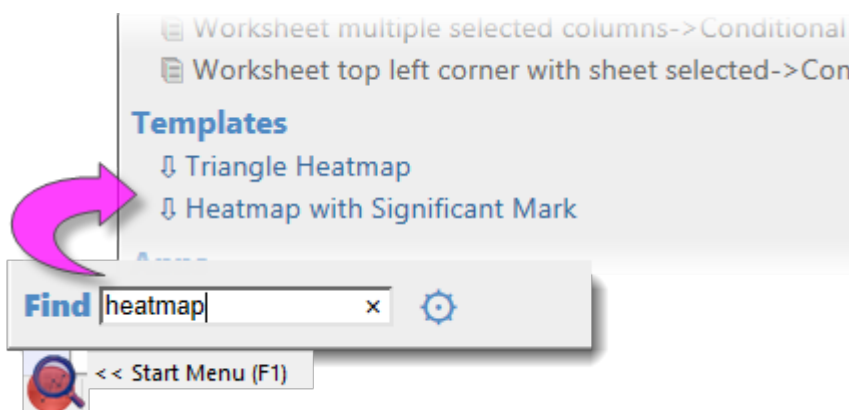 Worksheet multiple selected columns->Conditional
Worksheet top left corner with sheet selected->Con
Templates
⇩ Triangle Heatmap
⇩ Heatmap with Significant Mark
Apps
Find heatmap ×
<< Start Menu (F1)